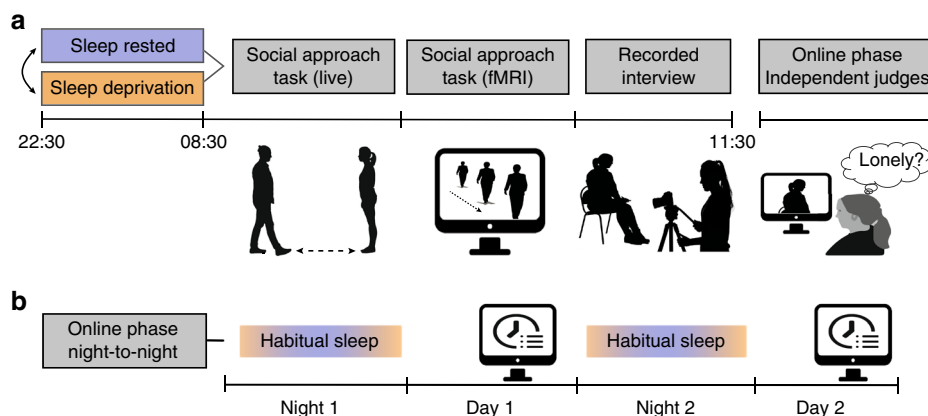 a
Sleep rested
Sleep deprivation
Social approach
task (live)
Social approach
task (fMRI)
Recorded
interview
Online phase
Independent judges
22:30
08:30
11:30
Lonely?
b
Online phase
night-to-night
Habitual sleep
Habitual sleep
Night 1
Day 1
Night 2
Day 2